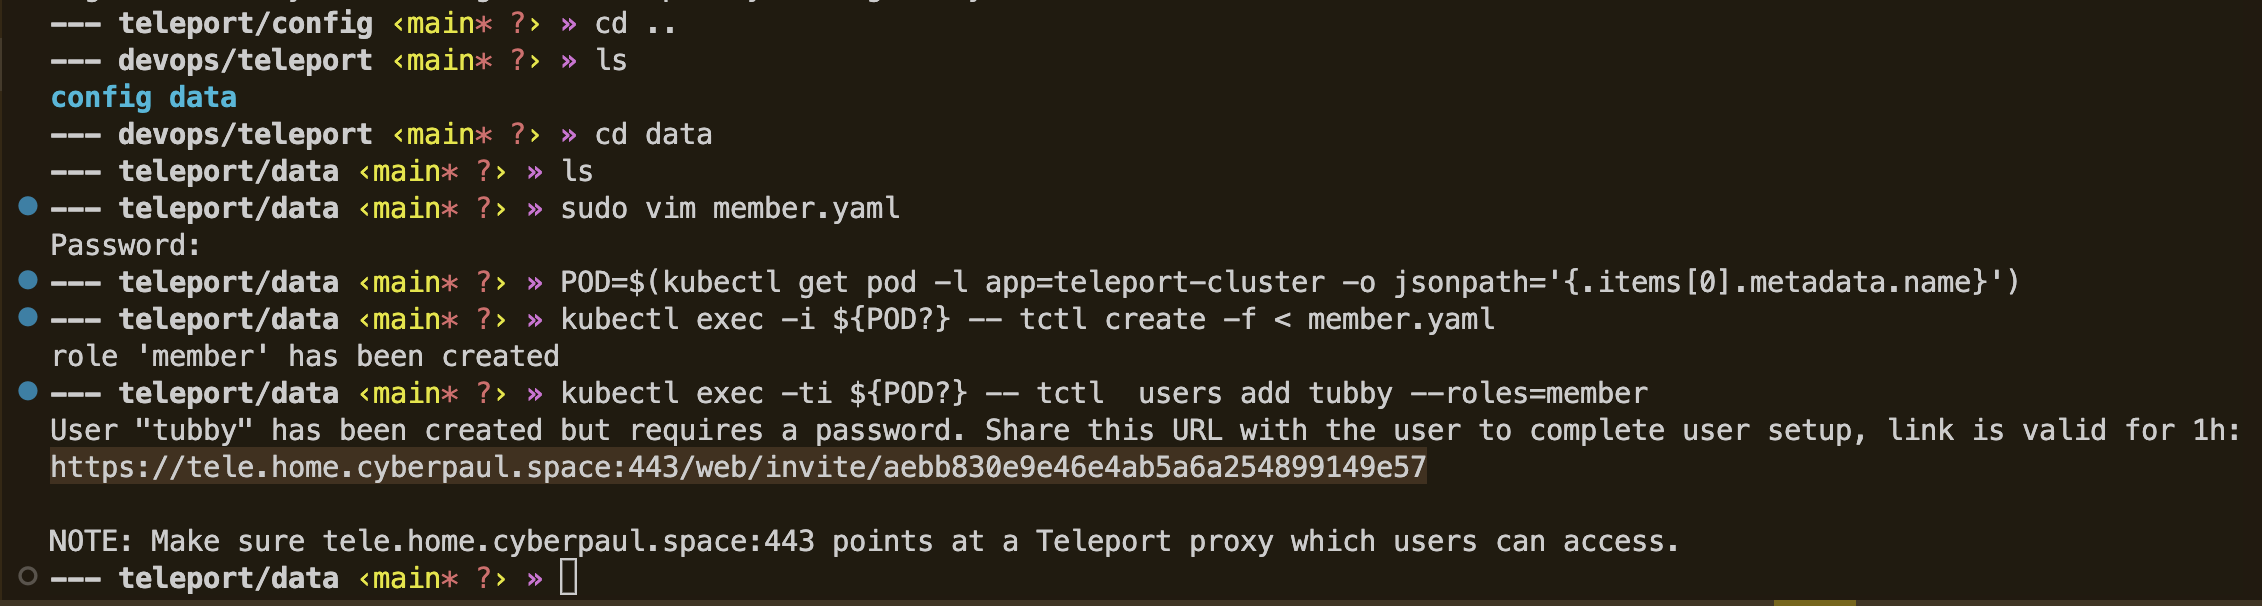 --- teleport/config ‹main* ?› » cd ..
--- devops/teleport ‹main* ?› » ls
config data
--- devops/teleport ‹main* ?› » cd data
--- teleport/data ‹main* ?› » ls
--- teleport/data ‹main* ?› » sudo vim member.yaml
Password:
--- teleport/data ‹main* ?› » POD=$(kubectl get pod -l app=teleport-cluster -o jsonpath='{.items[0].metadata.name}')
--- teleport/data ‹main* ?› » kubectl exec -i ${POD?} -- tctl create -f < member.yaml
role 'member' has been created
--- teleport/data ‹main* ?› » kubectl exec -ti ${POD?} -- tctl  users add tubby --roles=member
User "tubby" has been created but requires a password. Share this URL with the user to complete user setup, link is valid for 1h:
https://tele.home.cyberpaul.space:443/web/invite/aebb830e9e46e4ab5a6a254899149e57
NOTE: Make sure tele.home.cyberpaul.space:443 points at a Teleport proxy which users can access.
--- teleport/data ‹main* ?› »